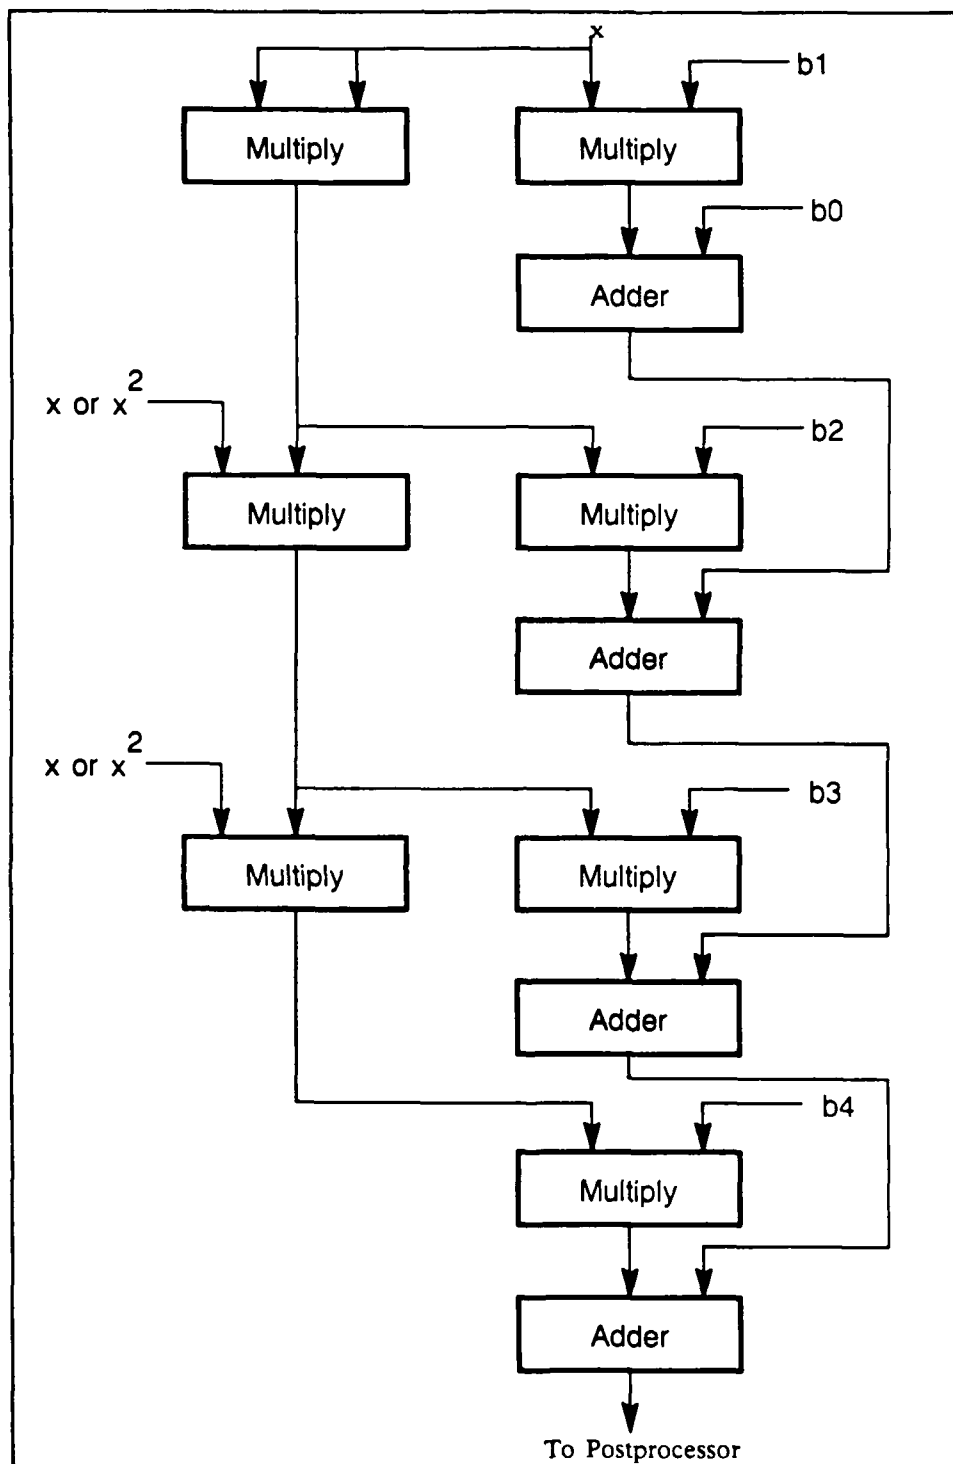 x
b1
Multiply Multiply
b0
Adder
x or x²
b2
Multiply Multiply
Adder
x or x²
b3
Multiply Multiply
Adder
b4
Multiply
Adder
To Postprocessor